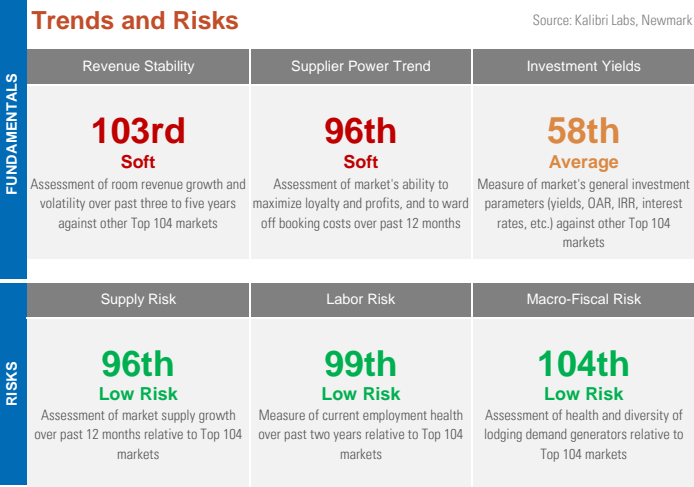 Trends and Risks
Source: Kalibri Labs, Newmark
FUNDAMENTALS
Revenue Stability
103rd
Soft
Assessment of room revenue growth and
volatility over past three to five years
against other Top 104 markets
Supplier Power Trend
96th
Soft
Assessment of market's ability to
maximize loyalty and profits, and to ward
off booking costs over past 12 months
Investment Yields
58th
Average
Measure of market's general investment
parameters (yields, OAR, IRR, interest
rates, etc.) against other Top 104
markets
RISKS
Supply Risk
96th
Low Risk
Assessment of market supply growth
over past 12 months relative to Top 104
markets
Labor Risk
99th
Low Risk
Measure of current employment health
over past two years relative to Top 104
markets
Macro-Fiscal Risk
104th
Low Risk
Assessment of health and diversity of
lodging demand generators relative to
Top 104 markets